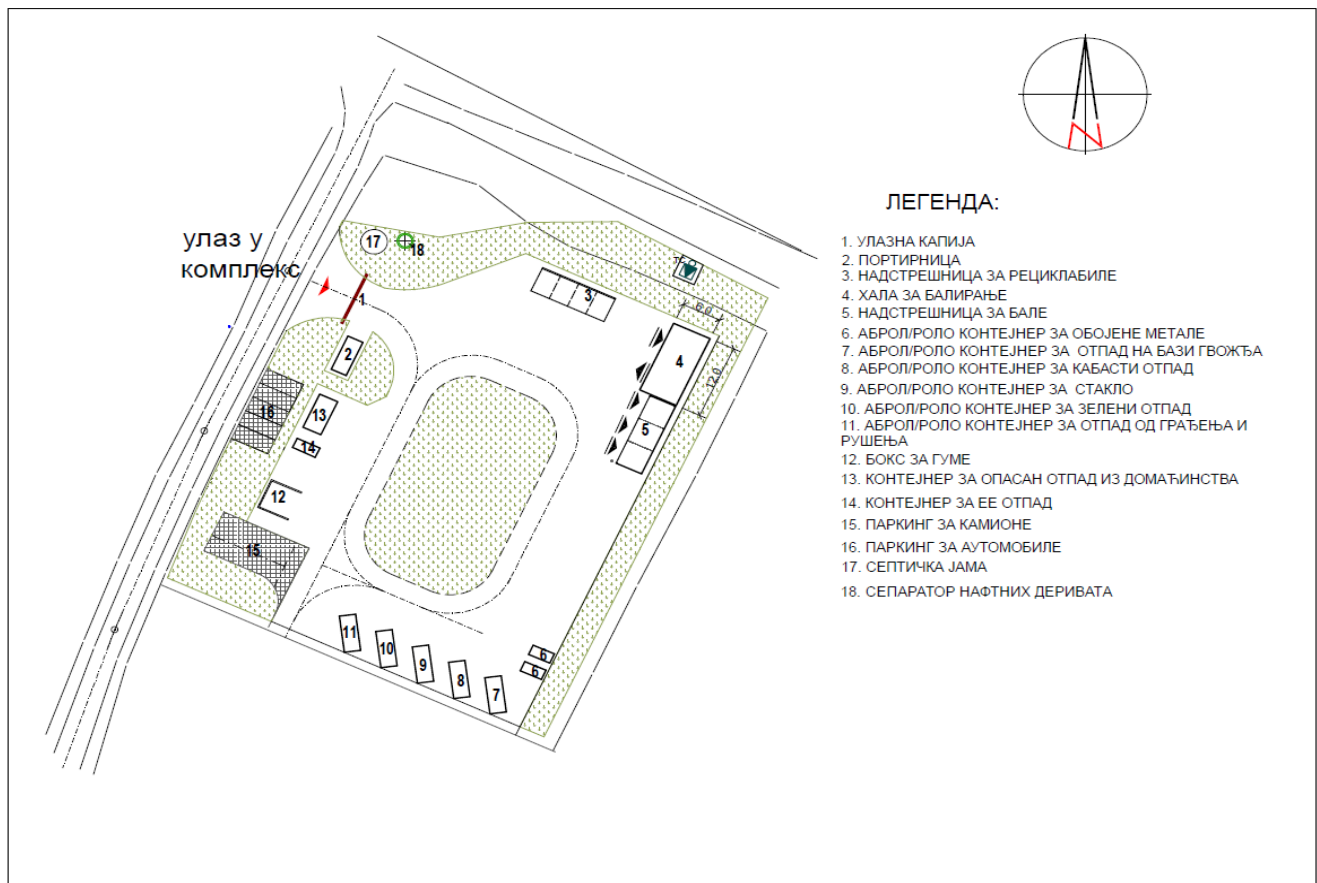 улаз у
комплекс
17
18
1
2
3
4
5
6,0
12,0
16
13
14
12
15
11
10
9
8
7
6
6
N
ЛЕГЕНДА:
1. УЛАЗНА КАПИЈА
2. ПОРТИРНИЦА
3. НАДСТРЕШНИЦА ЗА РЕЦИКЛАБИЛЕ
4. ХАЛА ЗА БАЛИРАЊЕ
5. НАДСТРЕШНИЦА ЗА БАЛЕ
6. АБРОЛ/РОЛО КОНТЕЈНЕР ЗА ОБОЈЕНЕ МЕТАЛЕ
7. АБРОЛ/РОЛО КОНТЕЈНЕР ЗА ОТПАД НА БАЗИ ГВОЖЂА
8. АБРОЛ/РОЛО КОНТЕЈНЕР ЗА КАБАСТИ ОТПАД
9. АБРОЛ/РОЛО КОНТЕЈНЕР ЗА СТАКЛО
10. АБРОЛ/РОЛО КОНТЕЈНЕР ЗА ЗЕЛЕНИ ОТПАД
11. АБРОЛ/РОЛО КОНТЕЈНЕР ЗА ОТПАД ОД ГРАЂЕЊА И
РУШЕЊА
12. БОКС ЗА ГУМЕ
13. КОНТЕЈНЕР ЗА ОПАСАН ОТПАД ИЗ ДОМАЋИНСТВА
14. КОНТЕЈНЕР ЗА ЕЕ ОТПАД
15. ПАРКИНГ ЗА КАМИОНЕ
16. ПАРКИНГ ЗА АУТОМОБИЛЕ
17. СЕПТИЧКА ЈАМА
18. СЕПАРАТОР НАФТНИХ ДЕРИВАТА